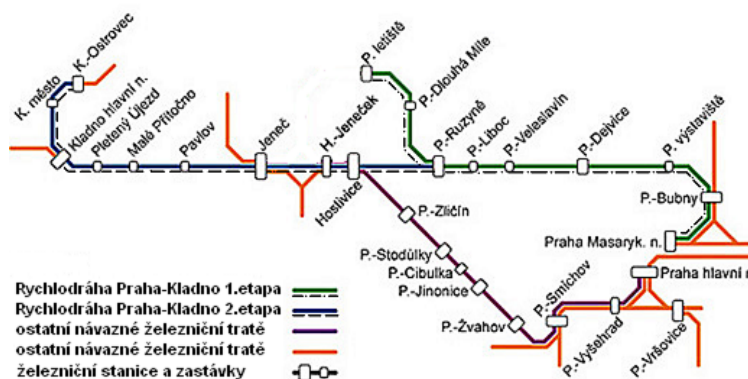 K.-Ostrovec
K. město
Kladno hlavní n.
Pletený Újezd
Malé Přítočno
Pavlov
Jeneč
H.-Jeneček
Hostivice
P. letiště
P.-Dlouhá Míle
P.-Ruzyně
P.-Liboc
P.-Veleslavín
P.-Dejvice
P. výstaviště
P.-Bubny
Praha Masaryk. n.
P.-Zličín
P.-Stodůlky
P.-Cibulka
P.-Jinonice
P.-Žvahov
P.-Smíchov
Praha hlavní n.
P.-Vyšehrad
P.-Vršovice
Rychlodráha Praha-Kladno 1.etapa
Rychlodráha Praha-Kladno 2.etapa
ostatní návazné železniční tratě
ostatní návazné železniční tratě
železniční stanice a zastávky